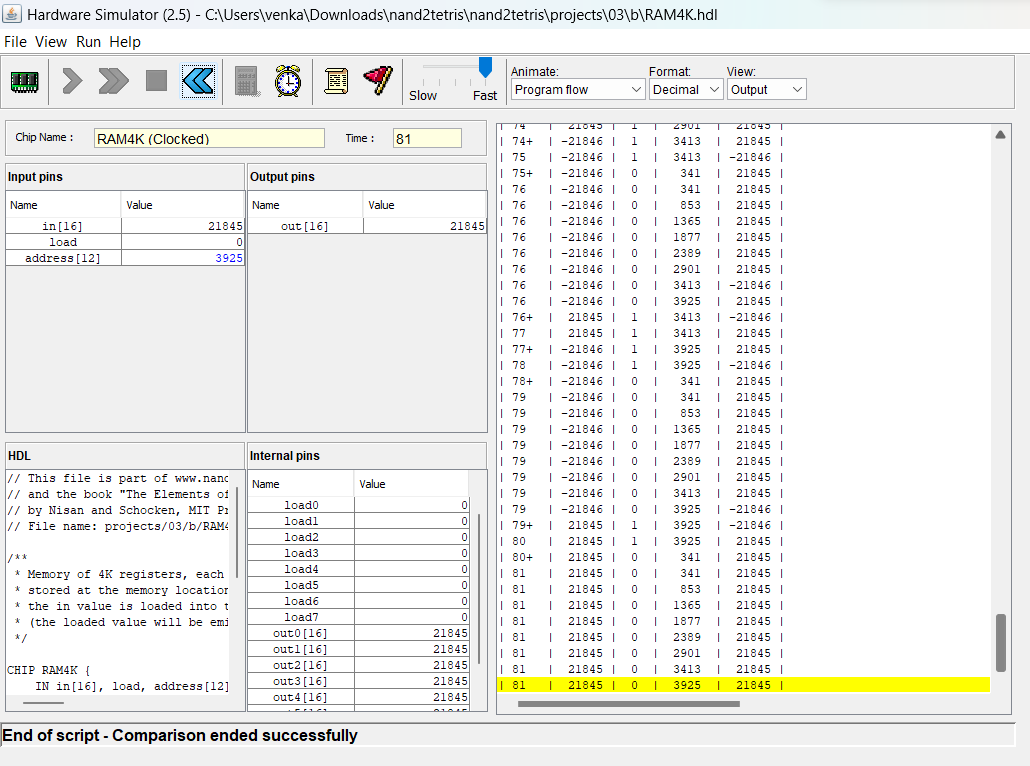 Hardware Simulator (2.5) - C:\Users\venka\Downloads\nand2tetris\nand2tetris\projects\03\b\RAM4K.hdl
File View Run Help
Slow Fast
Animate: Format: View:
Program flow Decimal Output
Chip Name : RAM4K (Clocked) Time : 81
Input pins
Name Value
in[16] 21845
load 0
address[12] 3925
Output pins
Name Value
out[16] 21845
HDL
// This file is part of www.nand
// and the book "The Elements of
// by Nisan and Schocken, MIT Pr
// File name: projects/03/b/RAM4
/**
* Memory of 4K registers, each
* stored at the memory location
* the in value is loaded into t
* (the loaded value will be emi
*/
CHIP RAM4K {
IN in[16], load, address[12]
Internal pins
Name Value
load0 0
load1 0
load2 0
load3 0
load4 0
load5 0
load6 0
load7 0
out0[16] 21845
out1[16] 21845
out2[16] 21845
out3[16] 21845
out4[16] 21845
| 74 | 21845 | 1 | 2901 | 21845 |
| 74+ | -21846 | 1 | 3413 | 21845 |
| 75 | -21846 | 1 | 3413 | -21846 |
| 75+ | -21846 | 0 | 341 | 21845 |
| 76 | -21846 | 0 | 341 | 21845 |
| 76 | -21846 | 0 | 853 | 21845 |
| 76 | -21846 | 0 | 1365 | 21845 |
| 76 | -21846 | 0 | 1877 | 21845 |
| 76 | -21846 | 0 | 2389 | 21845 |
| 76 | -21846 | 0 | 2901 | 21845 |
| 76 | -21846 | 0 | 3413 | -21846 |
| 76 | -21846 | 0 | 3925 | 21845 |
| 76+ | 21845 | 1 | 3413 | -21846 |
| 77 | 21845 | 1 | 3413 | 21845 |
| 77+ | -21846 | 1 | 3925 | 21845 |
| 78 | -21846 | 1 | 3925 | -21846 |
| 78+ | -21846 | 0 | 341 | 21845 |
| 79 | -21846 | 0 | 341 | 21845 |
| 79 | -21846 | 0 | 853 | 21845 |
| 79 | -21846 | 0 | 1365 | 21845 |
| 79 | -21846 | 0 | 1877 | 21845 |
| 79 | -21846 | 0 | 2389 | 21845 |
| 79 | -21846 | 0 | 2901 | 21845 |
| 79 | -21846 | 0 | 3413 | 21845 |
| 79 | -21846 | 0 | 3925 | -21846 |
| 79+ | 21845 | 1 | 3925 | -21846 |
| 80 | 21845 | 1 | 3925 | 21845 |
| 80+ | 21845 | 0 | 341 | 21845 |
| 81 | 21845 | 0 | 341 | 21845 |
| 81 | 21845 | 0 | 853 | 21845 |
| 81 | 21845 | 0 | 1365 | 21845 |
| 81 | 21845 | 0 | 1877 | 21845 |
| 81 | 21845 | 0 | 2389 | 21845 |
| 81 | 21845 | 0 | 2901 | 21845 |
| 81 | 21845 | 0 | 3413 | 21845 |
| 81 | 21845 | 0 | 3925 | 21845 |
End of script - Comparison ended successfully